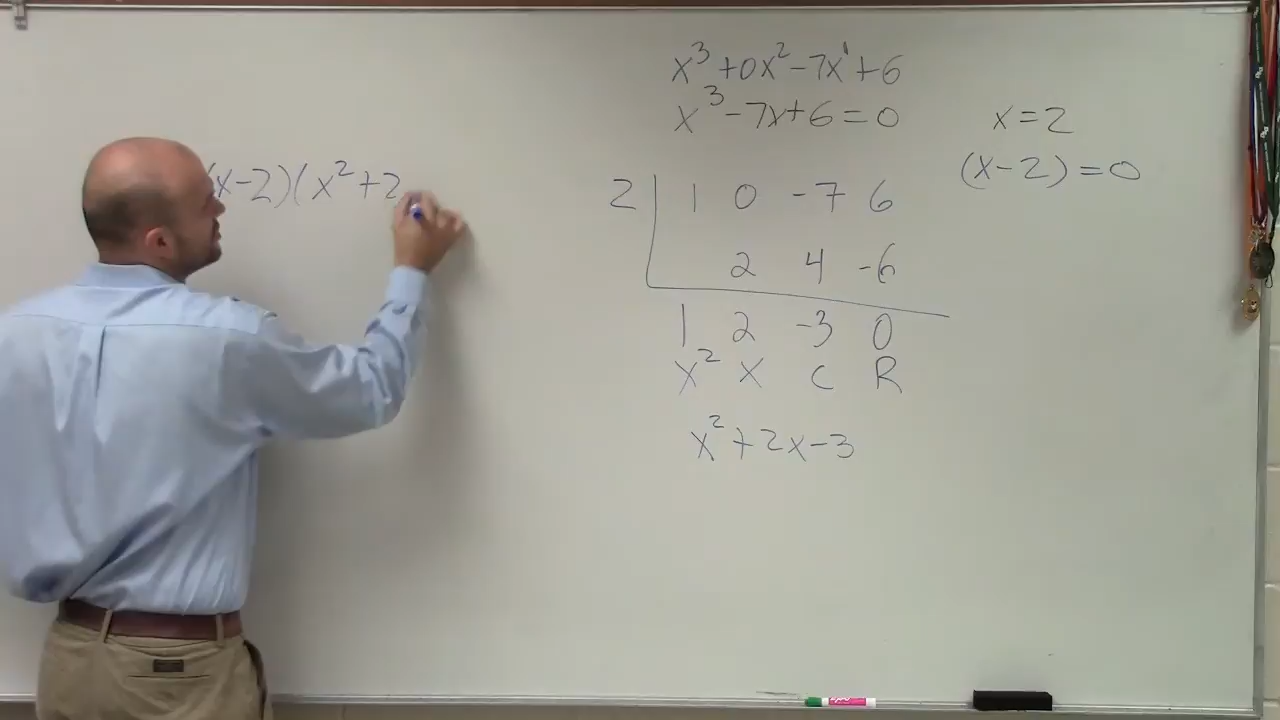 x³ + 0x² - 7x¹ + 6
x³ - 7x + 6 = 0
x = 2
(x - 2) = 0
(x - 2)(x² + 2
2 | 1 0 -7 6
2 4 -6
1 2 -3 0
x² x c R
x² + 2x - 3